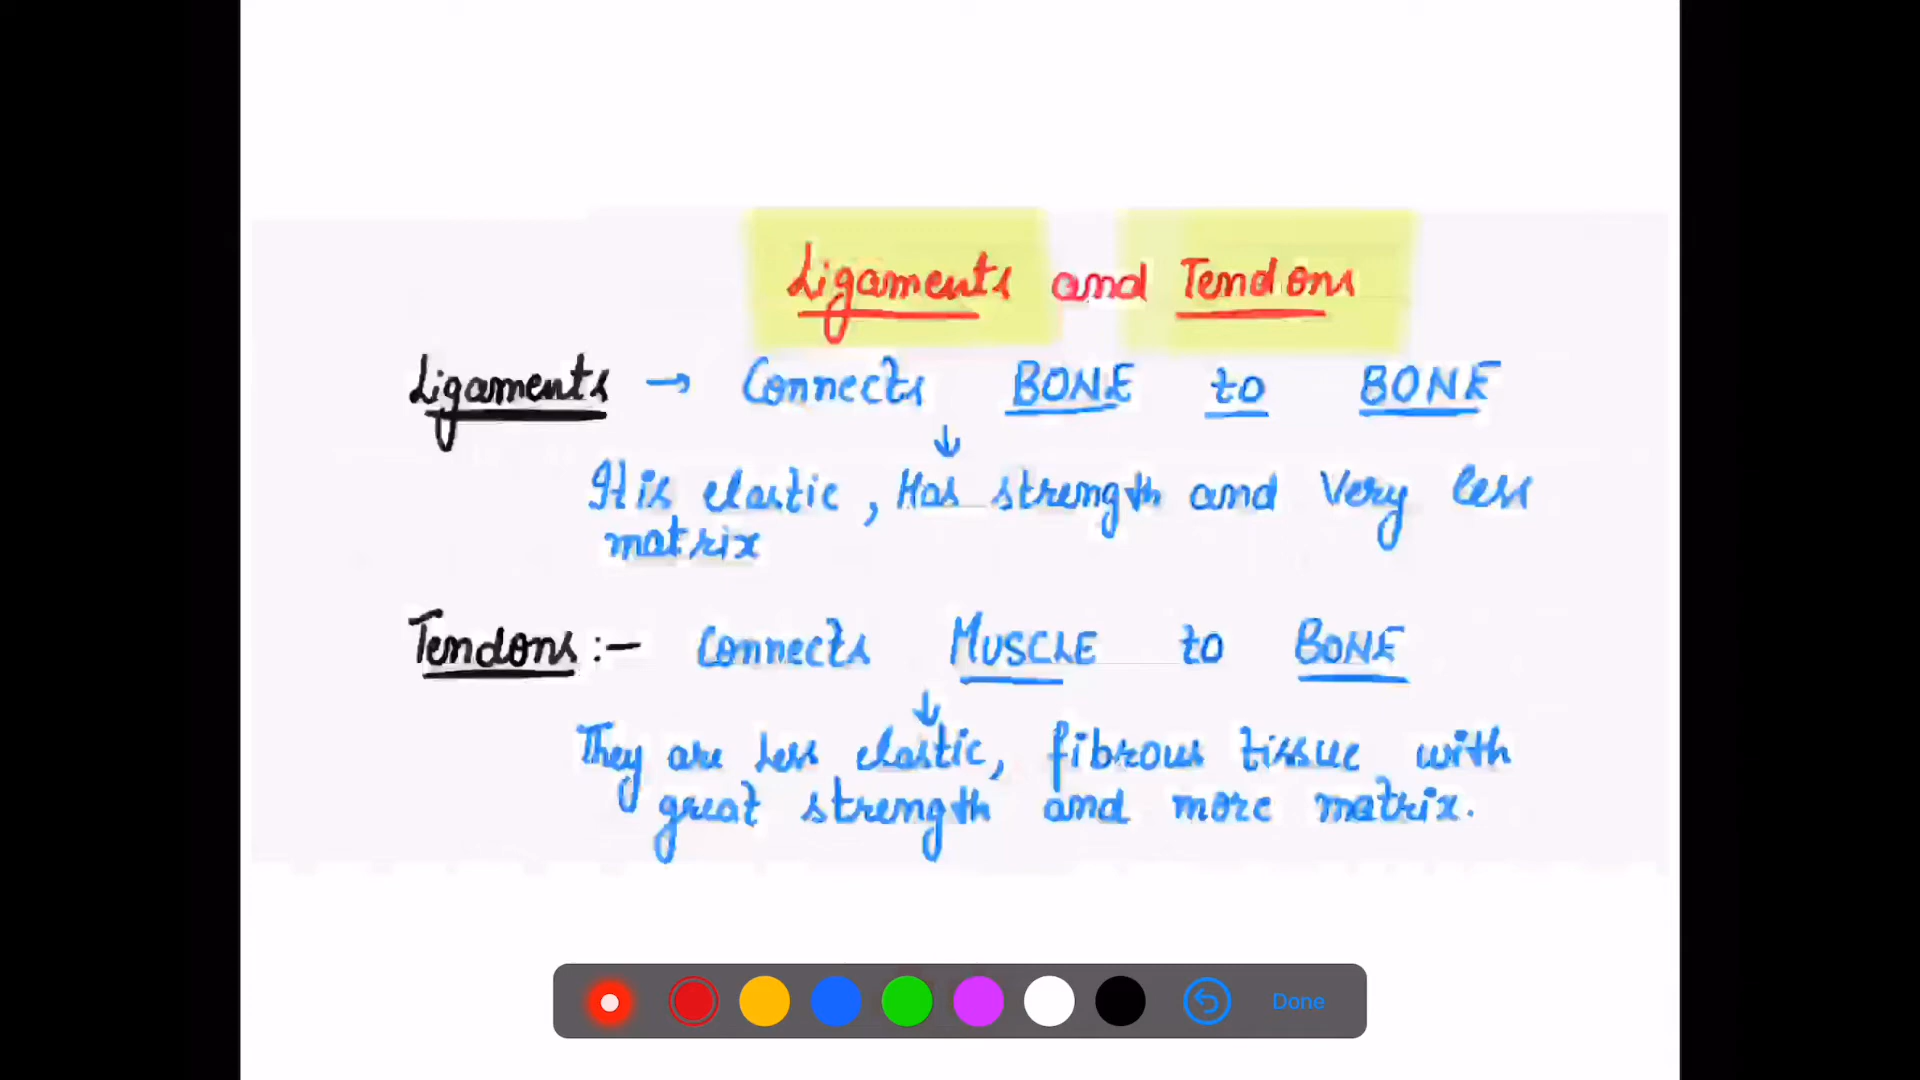 Ligaments and Tendons
Ligaments → Connects BONE to BONE
↓
It is elastic, Has strength and Very less
matrix
Tendons :- Connects MUSCLE to BONE
↓
They are Less elastic, fibrous tissue with
great strength and more matrix.
Done